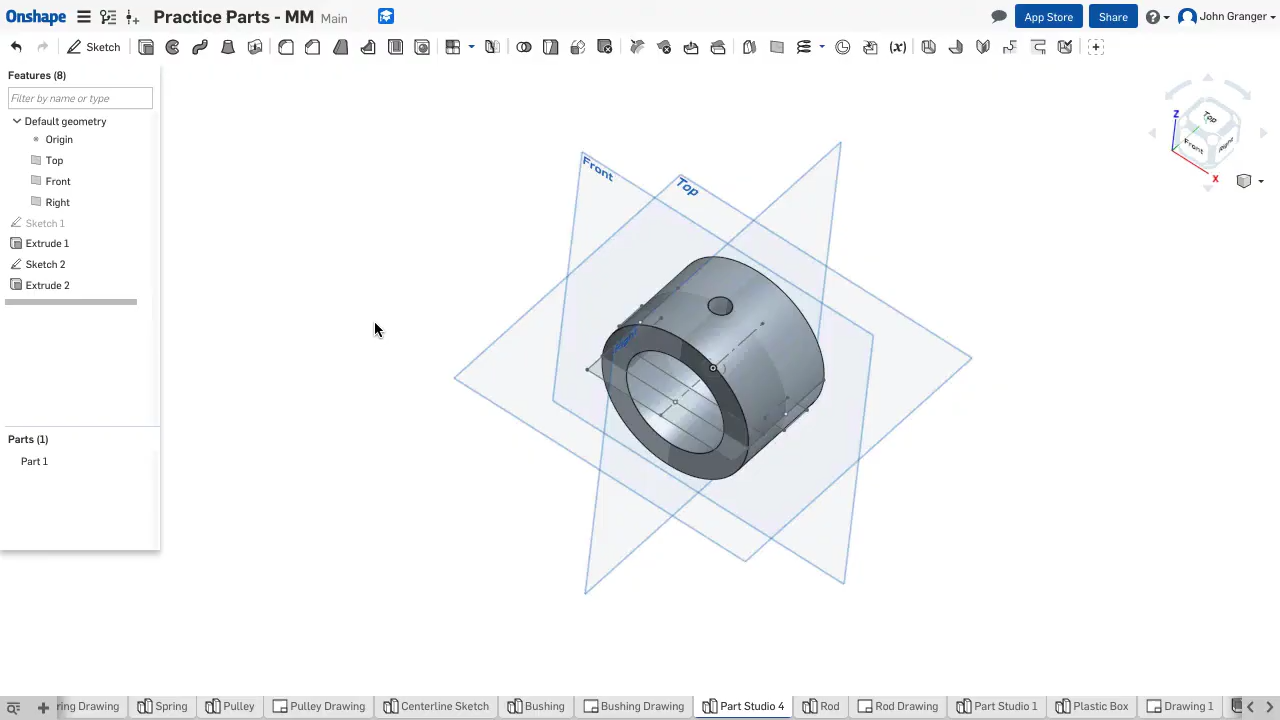 Onshape
Practice Parts - MM Main
App Store
Share
John Granger
Sketch
(x)
Features (8)
Filter by name or type
Default geometry
Origin
Top
Front
Right
Sketch 1
Extrude 1
Sketch 2
Extrude 2
Parts (1)
Part 1
Front
Top
Right
Top
Front
Right
Z
X
ring Drawing
Spring
Pulley
Pulley Drawing
Centerline Sketch
Bushing
Bushing Drawing
Part Studio 4
Rod
Rod Drawing
Part Studio 1
Plastic Box
Drawing 1